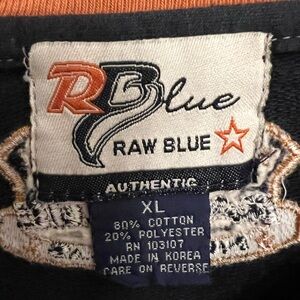 RBlue
RAW BLUE
AUTHENTIC
XL
80% COTTON
20% POLYESTER
RN 103107
MADE IN KOREA
CARE ON REVERSE